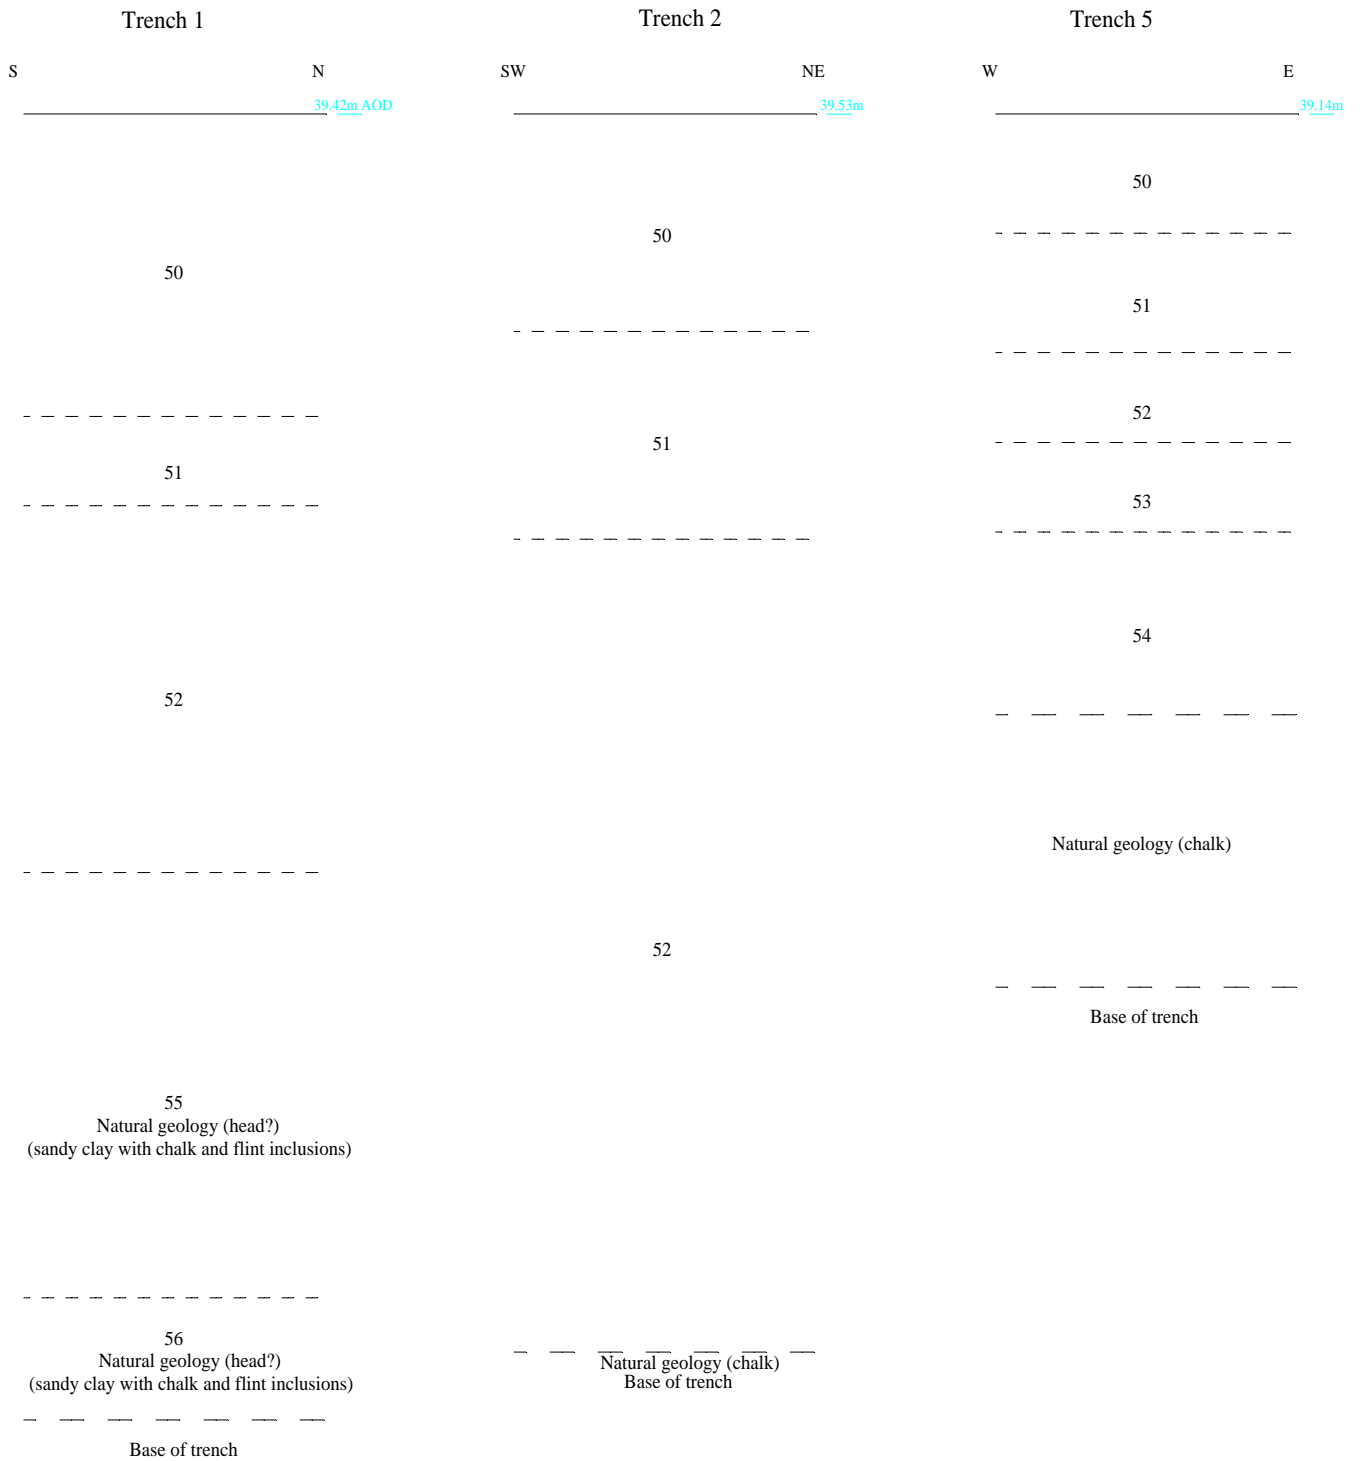 Trench 1
S N
39.42m AOD
50
51
52
55
Natural geology (head?)
(sandy clay with chalk and flint inclusions)
56
Natural geology (head?)
(sandy clay with chalk and flint inclusions)
Base of trench
Trench 2
SW NE
39.53m
50
51
52
Natural geology (chalk)
Base of trench
Trench 5
W E
39.14m
50
51
52
53
54
Natural geology (chalk)
Base of trench